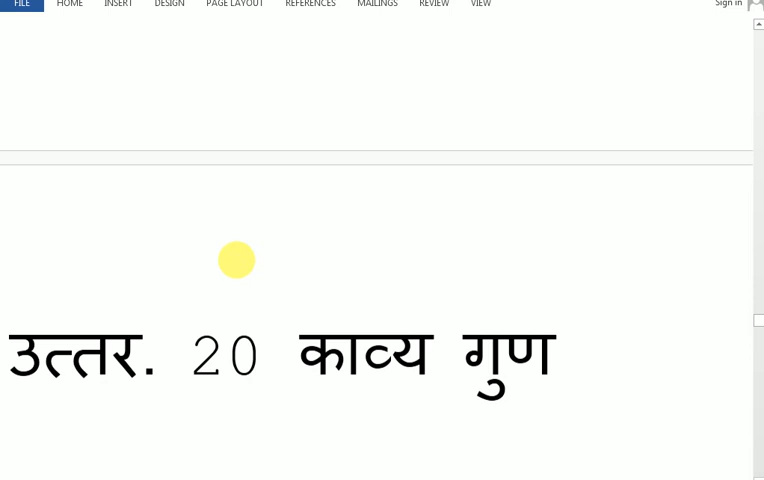 FILE HOME INSERT DESIGN PAGE LAYOUT REFERENCES MAILINGS REVIEW VIEW Sign in
उत्तर. 20 काव्य गुण